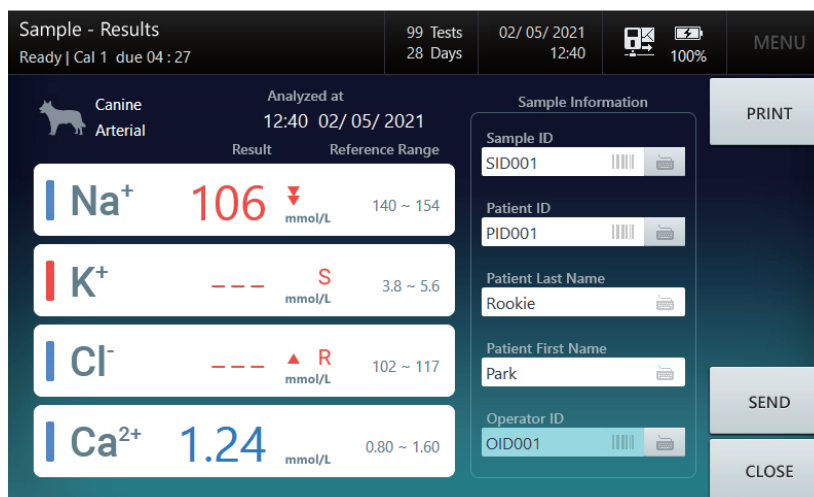 Sample - Results
Ready | Cal 1 due 04 : 27
99 Tests
28 Days
02/ 05/ 2021
12:40
100%
MENU
Canine
Arterial
Analyzed at
12:40 02/ 05/ 2021
Result Reference Range
Na+ 106 mmol/L 140 ~ 154
K+ --- S mmol/L 3.8 ~ 5.6
Cl- --- R mmol/L 102 ~ 117
Ca2+ 1.24 mmol/L 0.80 ~ 1.60
Sample Information
Sample ID
SID001
Patient ID
PID001
Patient Last Name
Rookie
Patient First Name
Park
Operator ID
OID001
PRINT
SEND
CLOSE